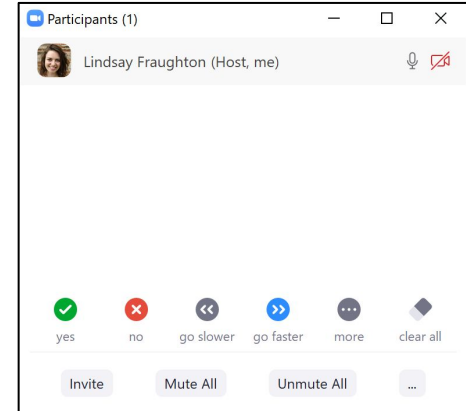 Participants (1)
Lindsay Fraughton (Host, me)
yes no go slower go faster more clear all
Invite Mute All Unmute All ...